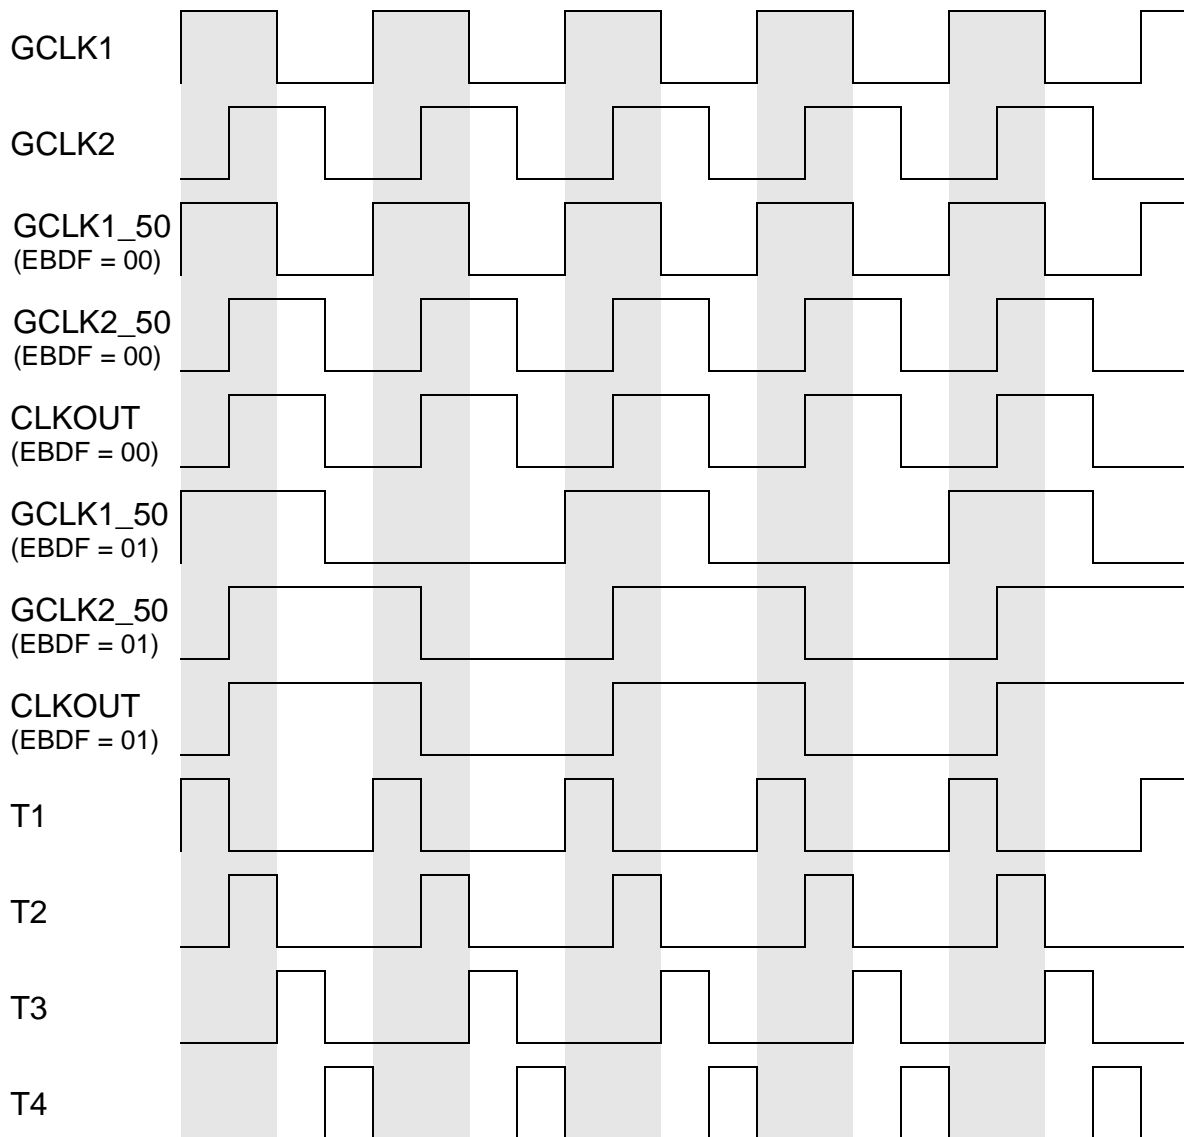 GCLK1
GCLK2
GCLK1_50
(EBDF = 00)
GCLK2_50
(EBDF = 00)
CLKOUT
(EBDF = 00)
GCLK1_50
(EBDF = 01)
GCLK2_50
(EBDF = 01)
CLKOUT
(EBDF = 01)
T1
T2
T3
T4